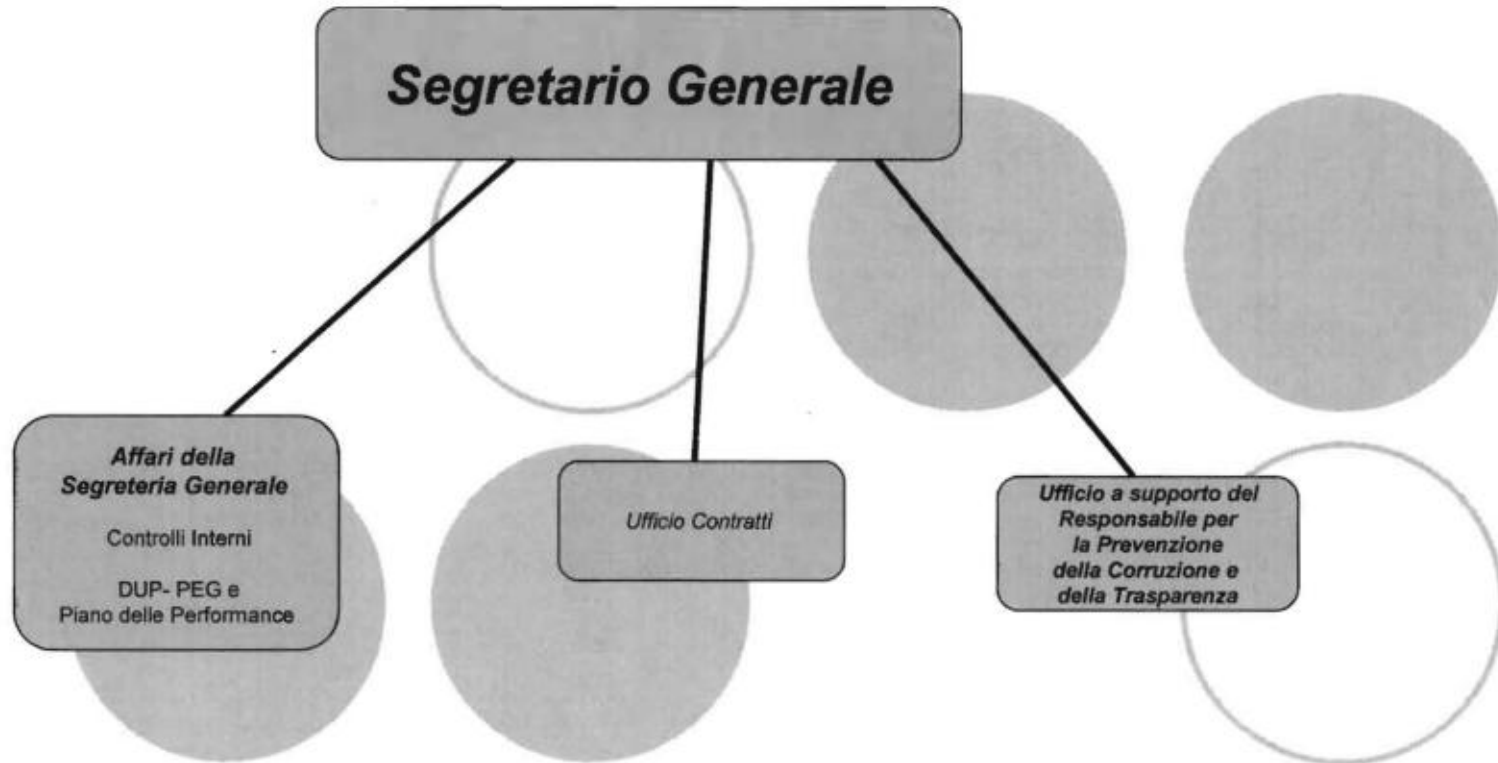 Segretario Generale
Affari della
Segreteria Generale
Controlli Interni
DUP- PEG e
Piano delle Performance
Ufficio Contratti
Ufficio a supporto del
Responsabile per
la Prevenzione
della Corruzione e
della Trasparenza